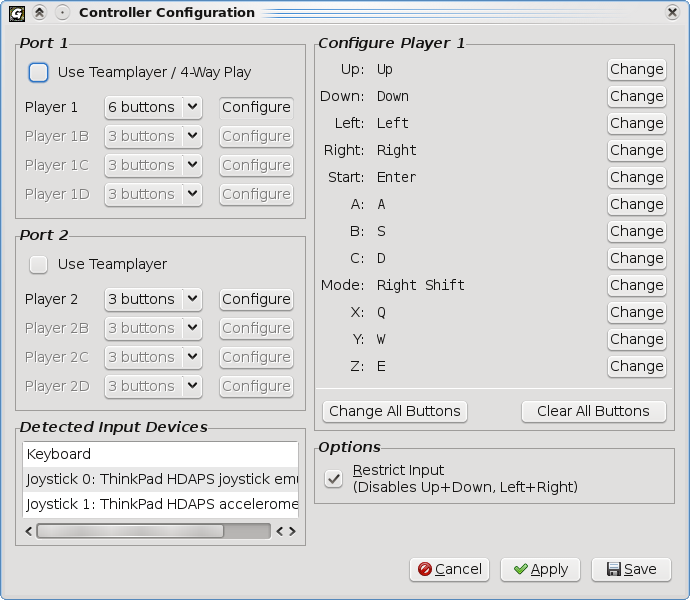 Controller Configuration
Port 1
Use Teamplayer / 4-Way Play
Player 1 6 buttons Configure
Player 1B 3 buttons Configure
Player 1C 3 buttons Configure
Player 1D 3 buttons Configure
Port 2
Use Teamplayer
Player 2 3 buttons Configure
Player 2B 3 buttons Configure
Player 2C 3 buttons Configure
Player 2D 3 buttons Configure
Detected Input Devices
Keyboard
Joystick 0: ThinkPad HDAPS joystick emu
Joystick 1: ThinkPad HDAPS accelerome
Configure Player 1
Up: Up Change
Down: Down Change
Left: Left Change
Right: Right Change
Start: Enter Change
A: A Change
B: S Change
C: D Change
Mode: Right Shift Change
X: Q Change
Y: W Change
Z: E Change
Change All Buttons Clear All Buttons
Options
Restrict Input
(Disables Up+Down, Left+Right)
Cancel Apply Save